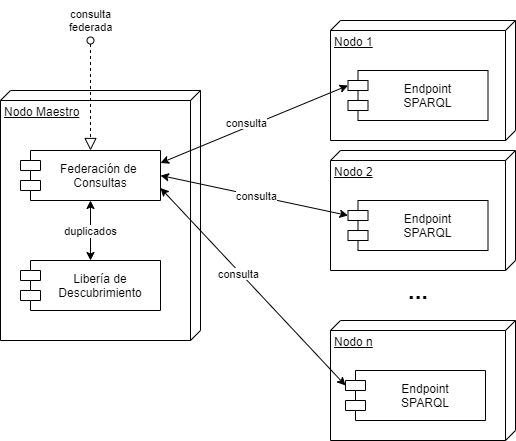 consulta
federada
Nodo Maestro
Federación de
Consultas
duplicados
Libería de
Descubrimiento
consulta
consulta
consulta
Nodo 1
Endpoint
SPARQL
Nodo 2
Endpoint
SPARQL
...
Nodo n
Endpoint
SPARQL